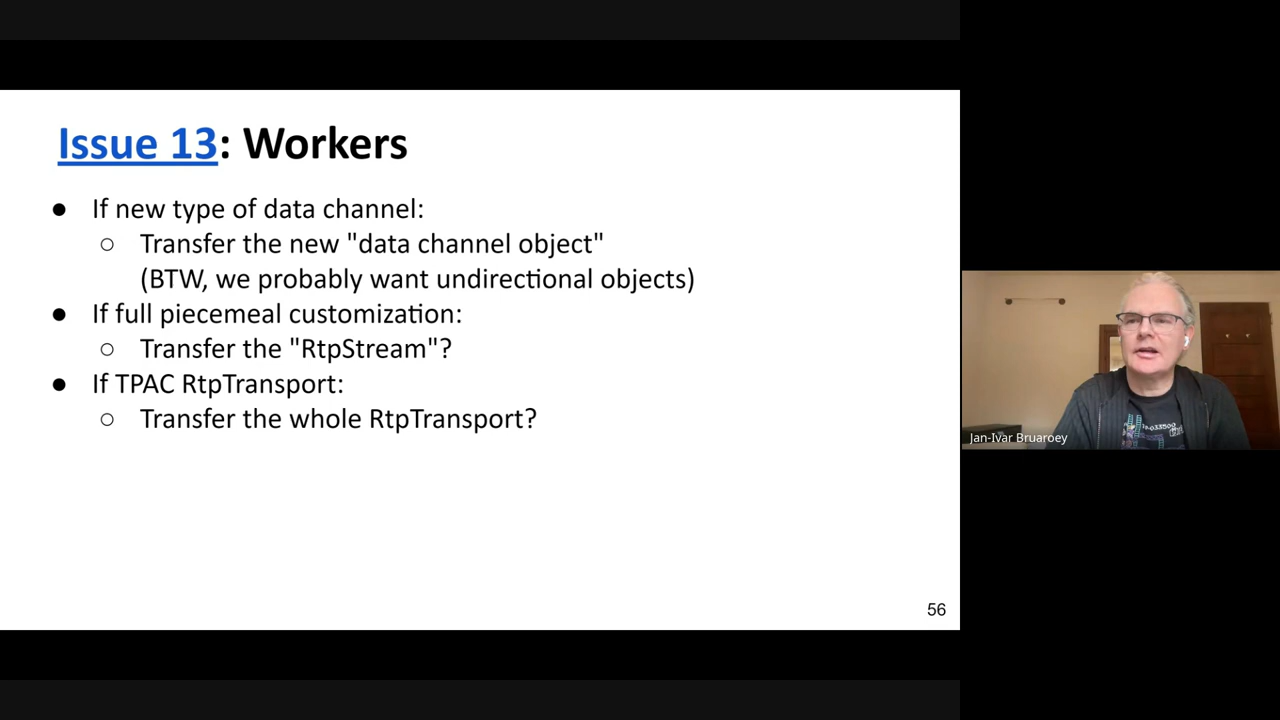 Issue 13: Workers
● If new type of data channel:
○ Transfer the new "data channel object"
(BTW, we probably want undirectional objects)
● If full piecemeal customization:
○ Transfer the "RtpStream"?
● If TPAC RtpTransport:
○ Transfer the whole RtpTransport?
56
Jan-Ivar Bruaroey